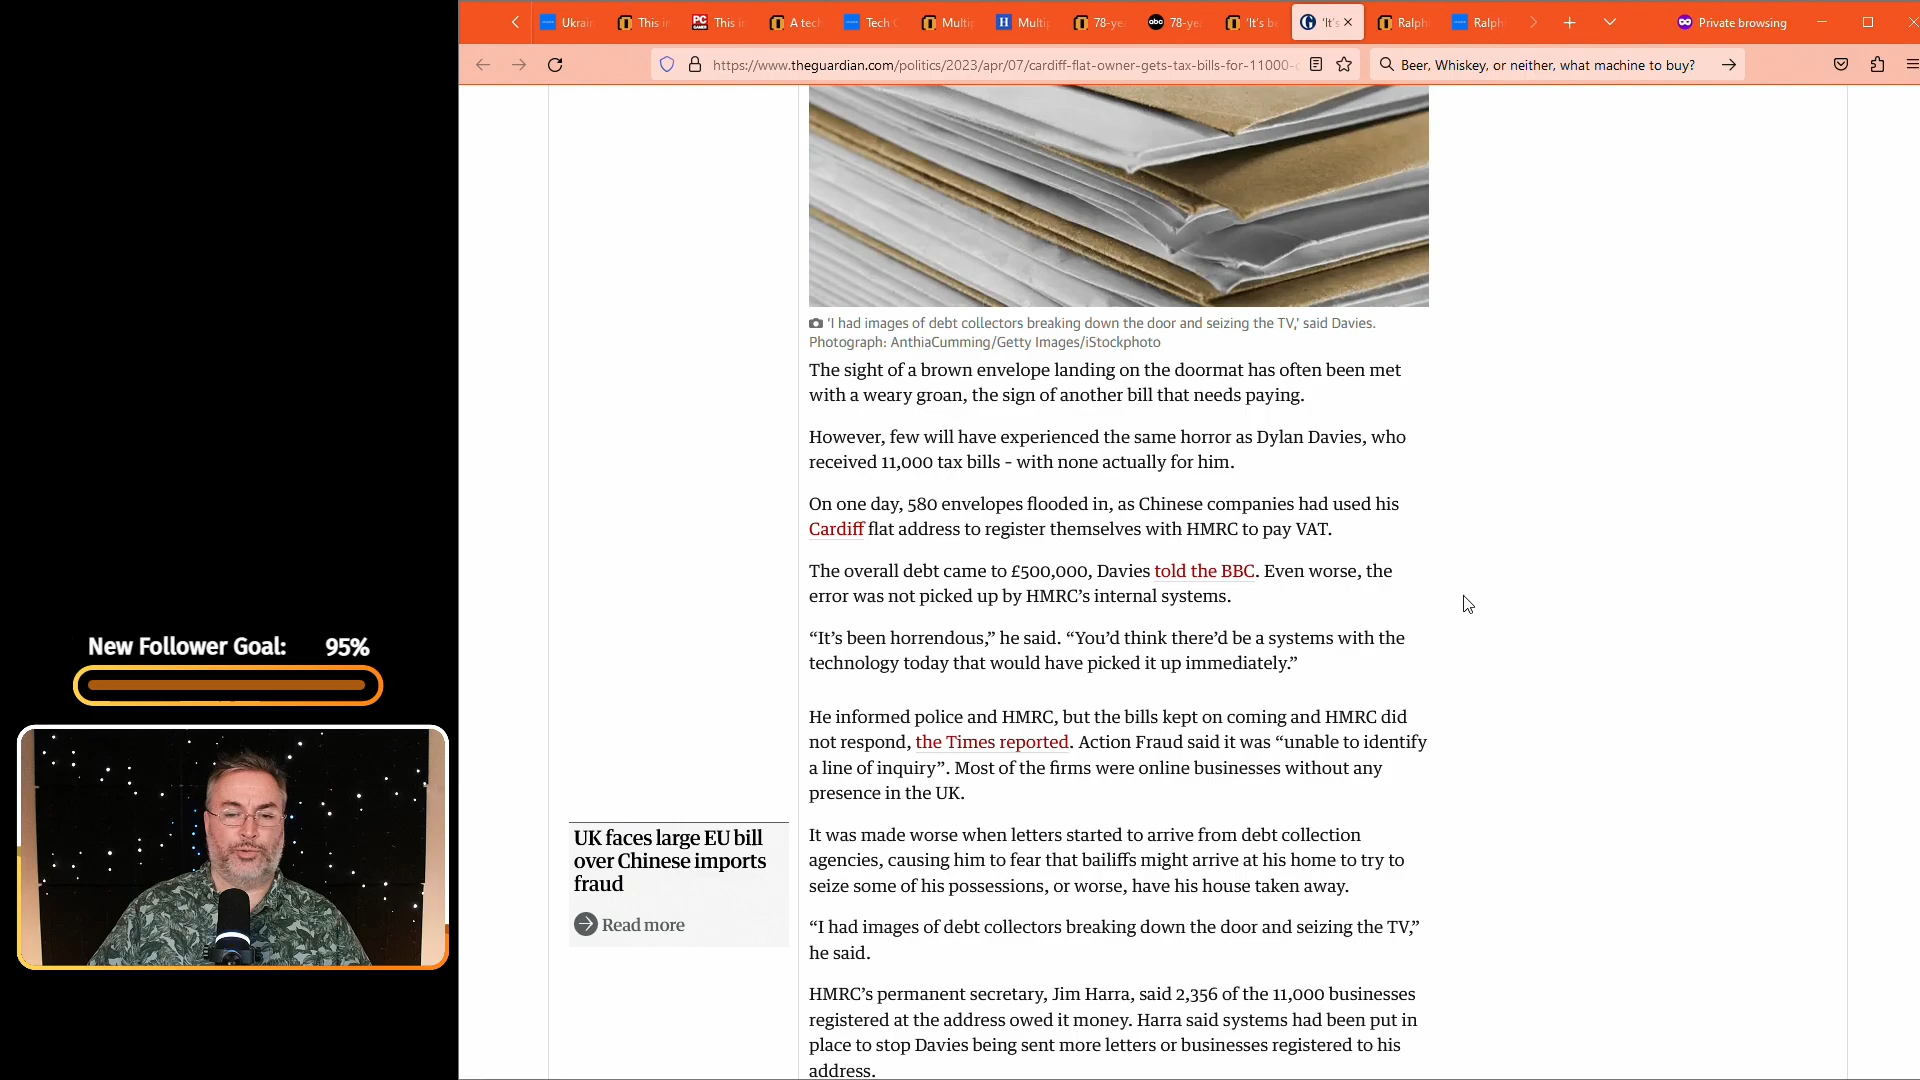 Ukrain
This i
PC GAMER
This i
A tech
Tech
Multip
H
Multip
78-ye
abc
78-ye
'It's be
'It's
Ralph
Ralph
Private browsing
https://www.theguardian.com/politics/2023/apr/07/cardiff-flat-owner-gets-tax-bills-for-11000-c
Beer, Whiskey, or neither, what machine to buy?
'I had images of debt collectors breaking down the door and seizing the TV,' said Davies.
Photograph: AnthiaCumming/Getty Images/iStockphoto
The sight of a brown envelope landing on the doormat has often been met
with a weary groan, the sign of another bill that needs paying.
However, few will have experienced the same horror as Dylan Davies, who
received 11,000 tax bills – with none actually for him.
On one day, 580 envelopes flooded in, as Chinese companies had used his
Cardiff flat address to register themselves with HMRC to pay VAT.
The overall debt came to £500,000, Davies told the BBC. Even worse, the
error was not picked up by HMRC’s internal systems.
“It’s been horrendous,” he said. “You’d think there’d be a systems with the
technology today that would have picked it up immediately.”
He informed police and HMRC, but the bills kept on coming and HMRC did
not respond, the Times reported. Action Fraud said it was “unable to identify
a line of inquiry”. Most of the firms were online businesses without any
presence in the UK.
It was made worse when letters started to arrive from debt collection
agencies, causing him to fear that bailiffs might arrive at his home to try to
seize some of his possessions, or worse, have his house taken away.
“I had images of debt collectors breaking down the door and seizing the TV,”
he said.
HMRC’s permanent secretary, Jim Harra, said 2,356 of the 11,000 businesses
registered at the address owed it money. Harra said systems had been put in
place to stop Davies being sent more letters or businesses registered to his
address.
UK faces large EU bill
over Chinese imports
fraud
Read more
New Follower Goal: 95%